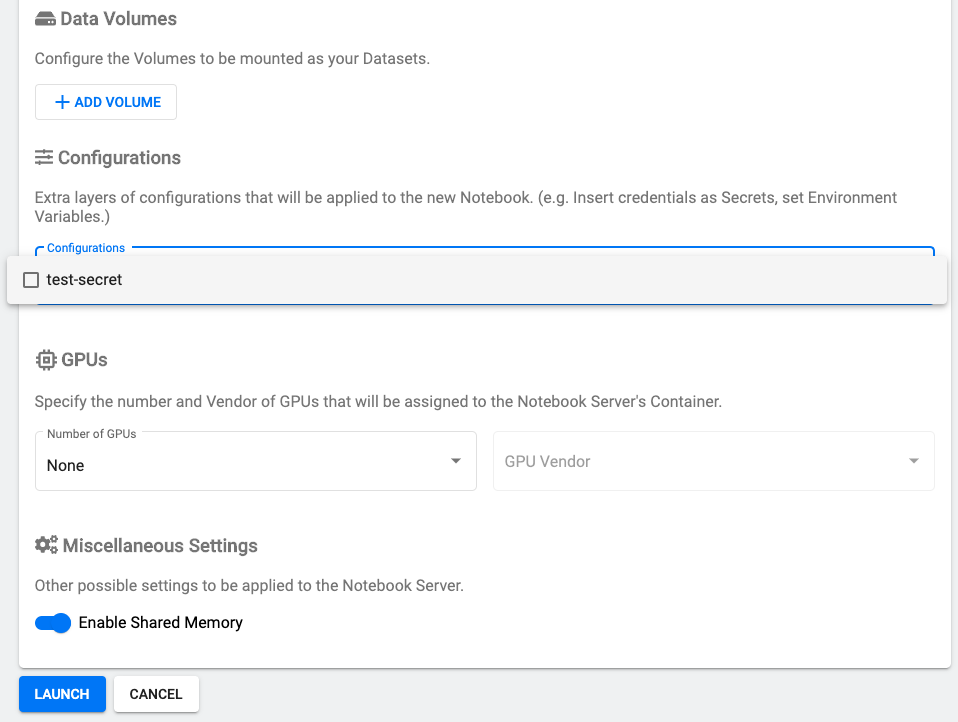 Data Volumes
Configure the Volumes to be mounted as your Datasets.
ADD VOLUME
Configurations
Extra layers of configurations that will be applied to the new Notebook. (e.g. Insert credentials as Secrets, set Environment
Variables.)
Configurations
test-secret
GPUs
Specify the number and Vendor of GPUs that will be assigned to the Notebook Server's Container.
Number of GPUs
None
GPU Vendor
Miscellaneous Settings
Other possible settings to be applied to the Notebook Server.
Enable Shared Memory
LAUNCH
CANCEL